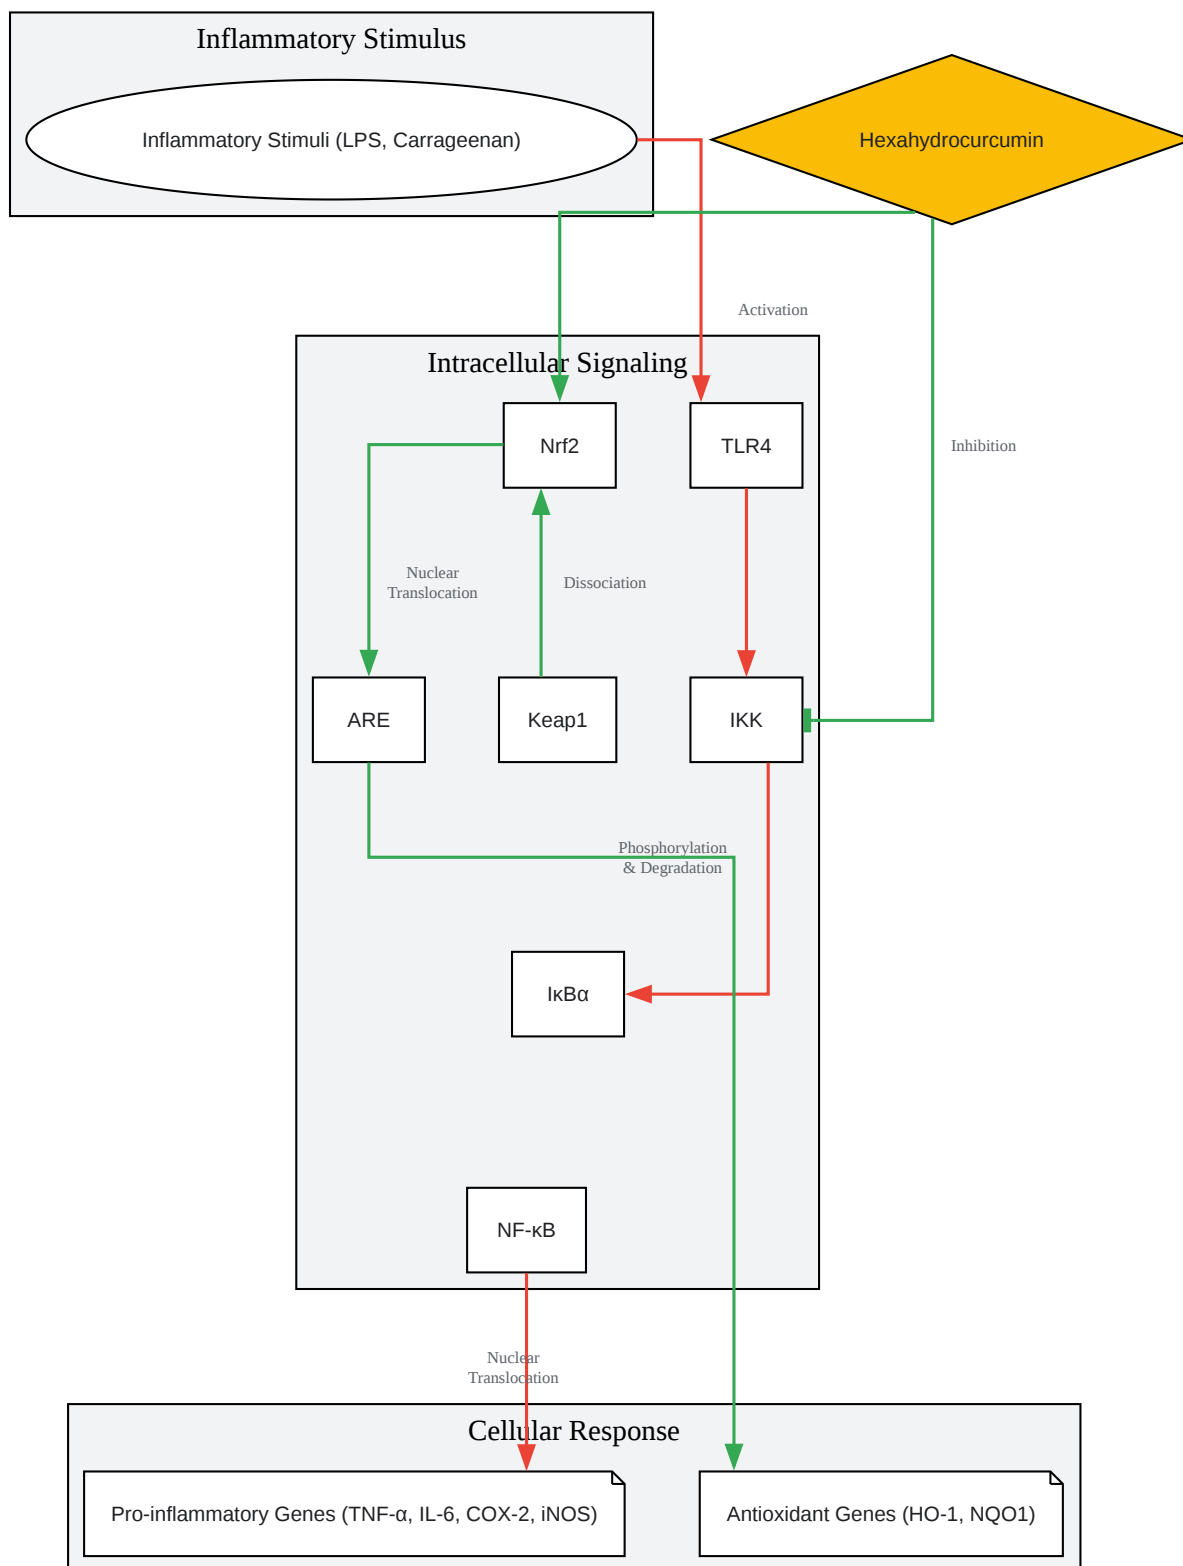 Inflammatory Stimulus
Inflammatory Stimuli (LPS, Carrageenan)
Hexahydrocurcumin
Activation
Intracellular Signaling
Nrf2
TLR4
Inhibition
Nuclear
Translocation
Dissociation
ARE
Keap1
IKK
Phosphorylation
& Degradation
IκBα
NF-κB
Nuclear
Translocation
Cellular Response
Pro-inflammatory Genes (TNF-α, IL-6, COX-2, iNOS)
Antioxidant Genes (HO-1, NQO1)